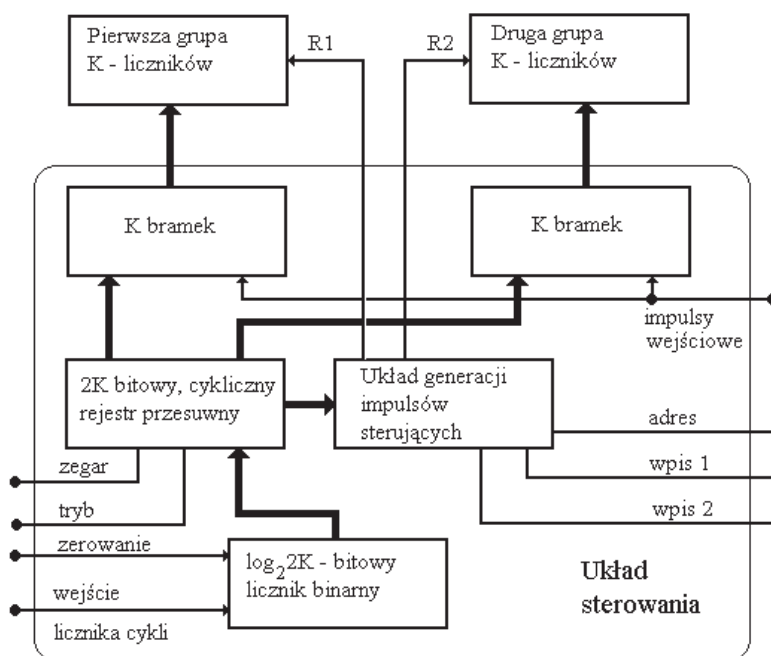 Pierwsza grupa
K - liczników
R1
R2
Druga grupa
K - liczników
K bramek
K bramek
impulsy
wejściowe
2K bitowy, cykliczny
rejestr przesuwny
Układ generacji
impulsów
sterujących
adres
wpis 1
wpis 2
zegar
tryb
zerowanie
wejście
licznika cykli
log₂2K - bitowy
licznik binarny
Układ
sterowania